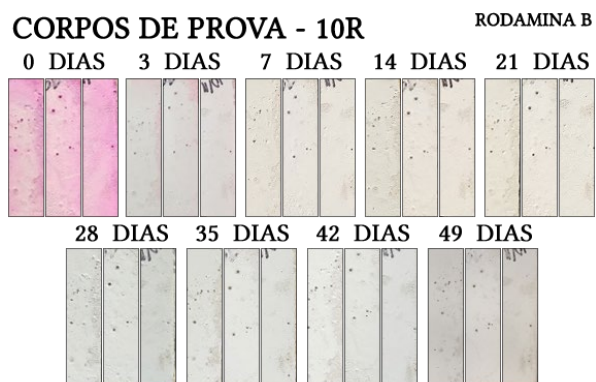 CORPOS DE PROVA - 10R
RODAMINA B
0 DIAS
3 DIAS
7 DIAS
14 DIAS
21 DIAS
28 DIAS
35 DIAS
42 DIAS
49 DIAS